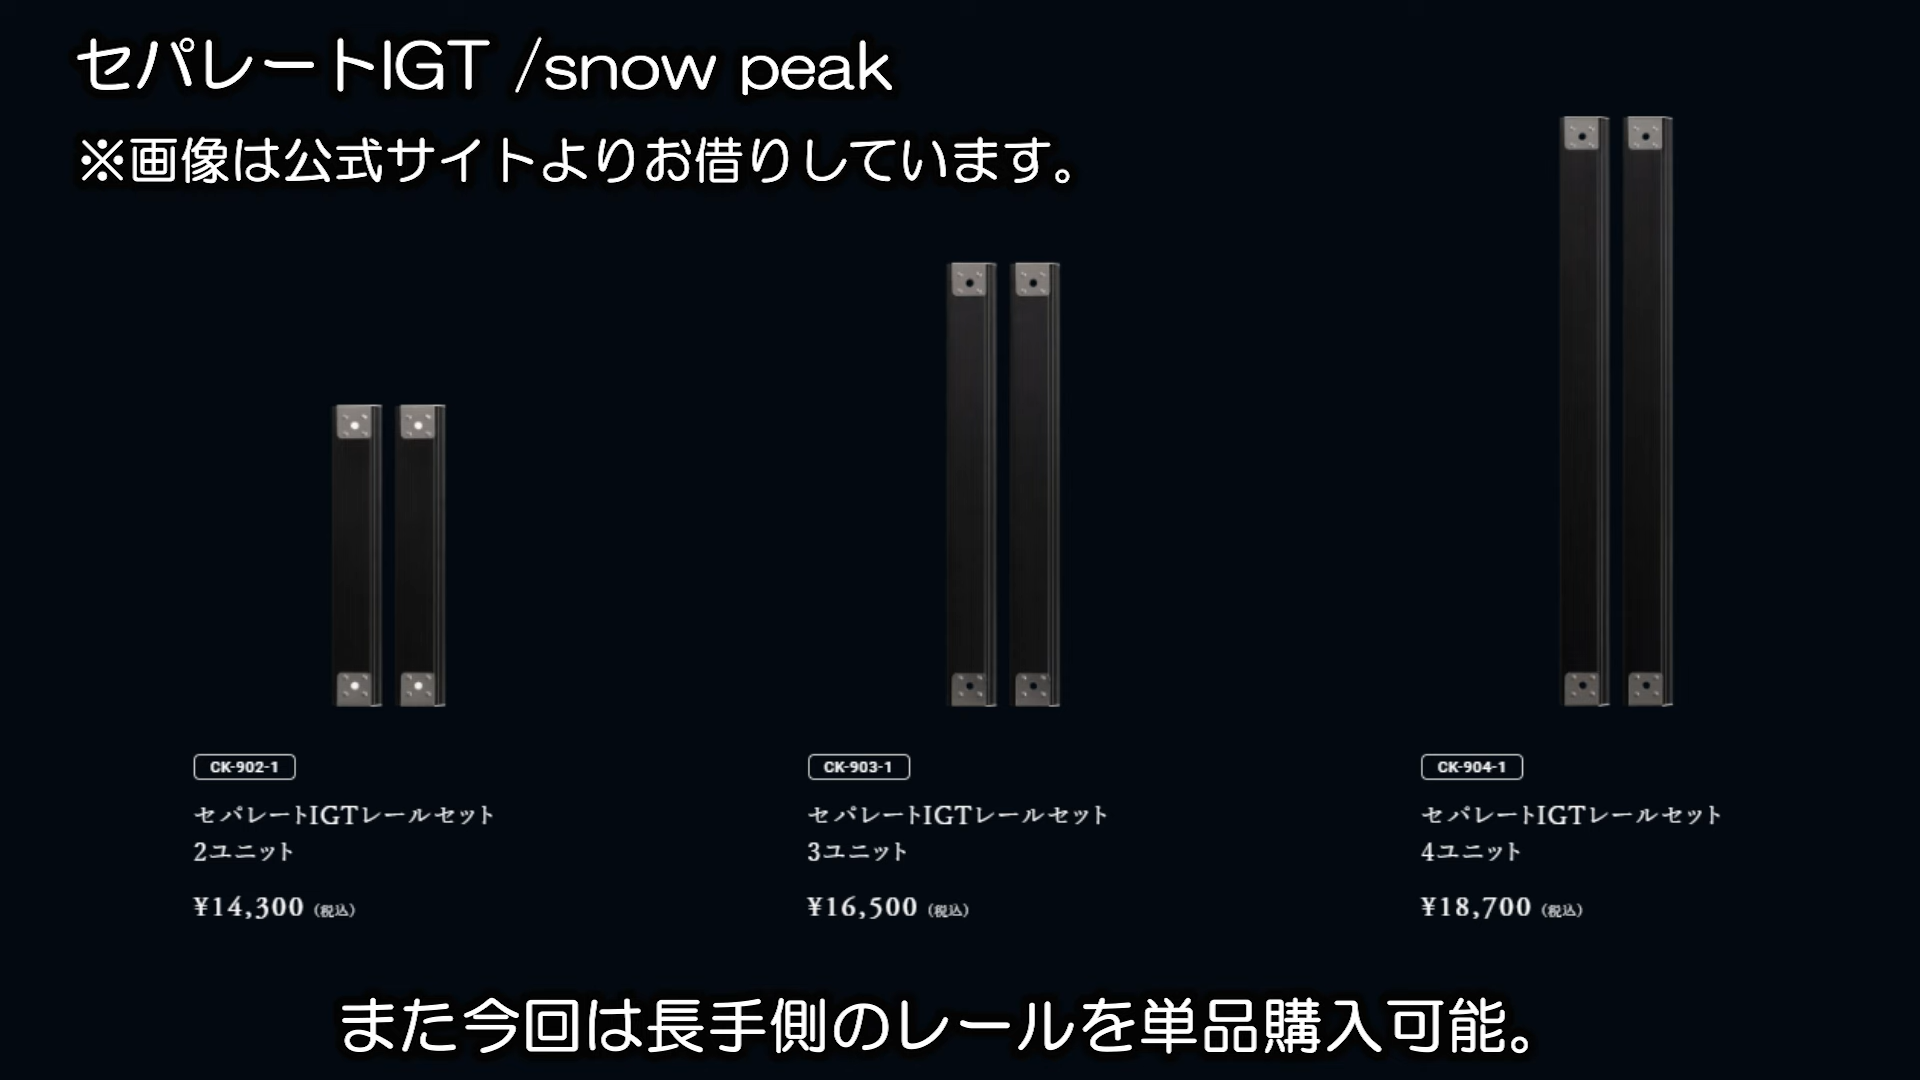 セパレートIGT /snow peak
※画像は公式サイトよりお借りしています。
CK-902-1
セパレートIGTレールセット
2ユニット
¥14,300（税込）
CK-903-1
セパレートIGTレールセット
3ユニット
¥16,500（税込）
CK-904-1
セパレートIGTレールセット
4ユニット
¥18,700（税込）
また今回は長手側のレールを単品購入可能。